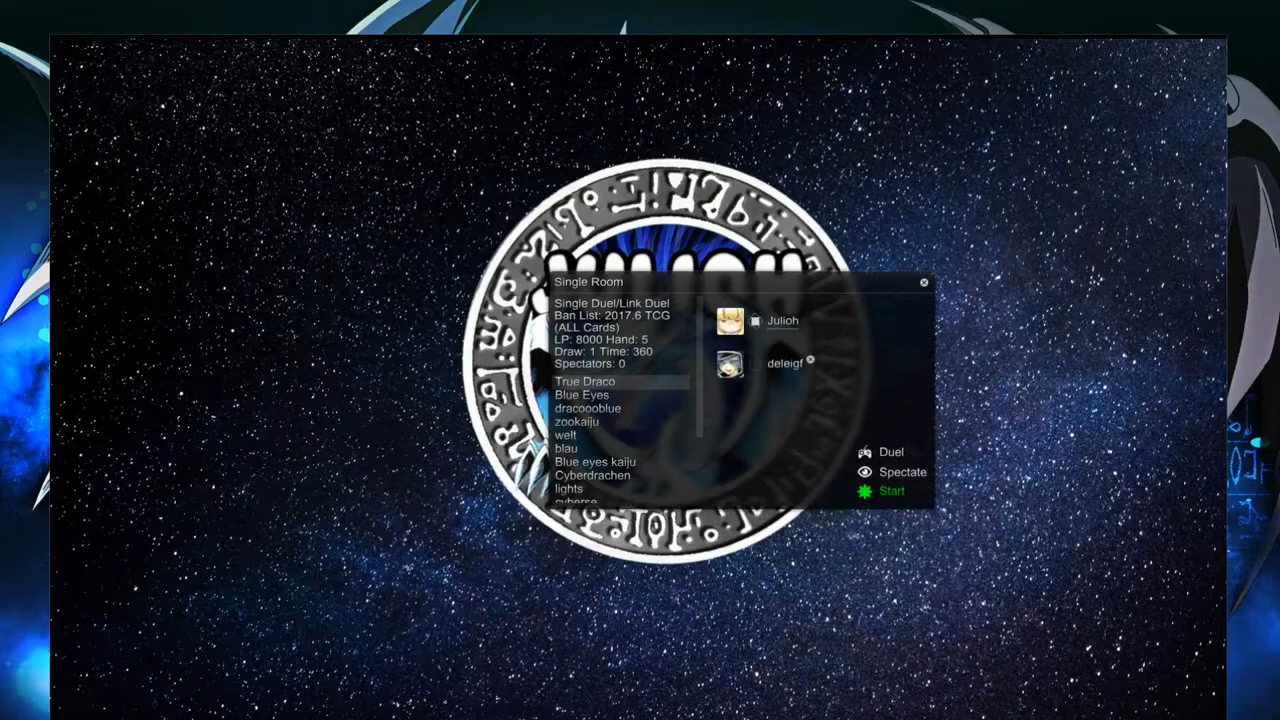 Single Room
Single Duel/Link Duel
Ban List: 2017.6 TCG
(ALL Cards)
LP: 8000 Hand: 5
Draw: 1 Time: 360
Spectators: 0
True Draco
Blue Eyes
dracoooblue
zookaiju
welt
blau
Blue eyes kaiju
Cyberdrachen
lights
cyberse
Julioh
deleigf
Duel
Spectate
Start